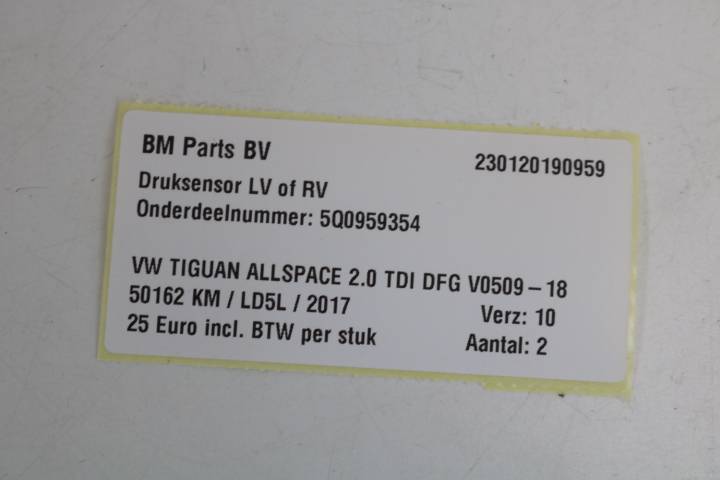 BM Parts BV 230120190959
Druksensor LV of RV
Onderdeelnummer: 5Q0959354
VW TIGUAN ALLSPACE 2.0 TDI DFG V0509-18
50162 KM / LD5L / 2017 Verz: 10
25 Euro incl. BTW per stuk Aantal: 2